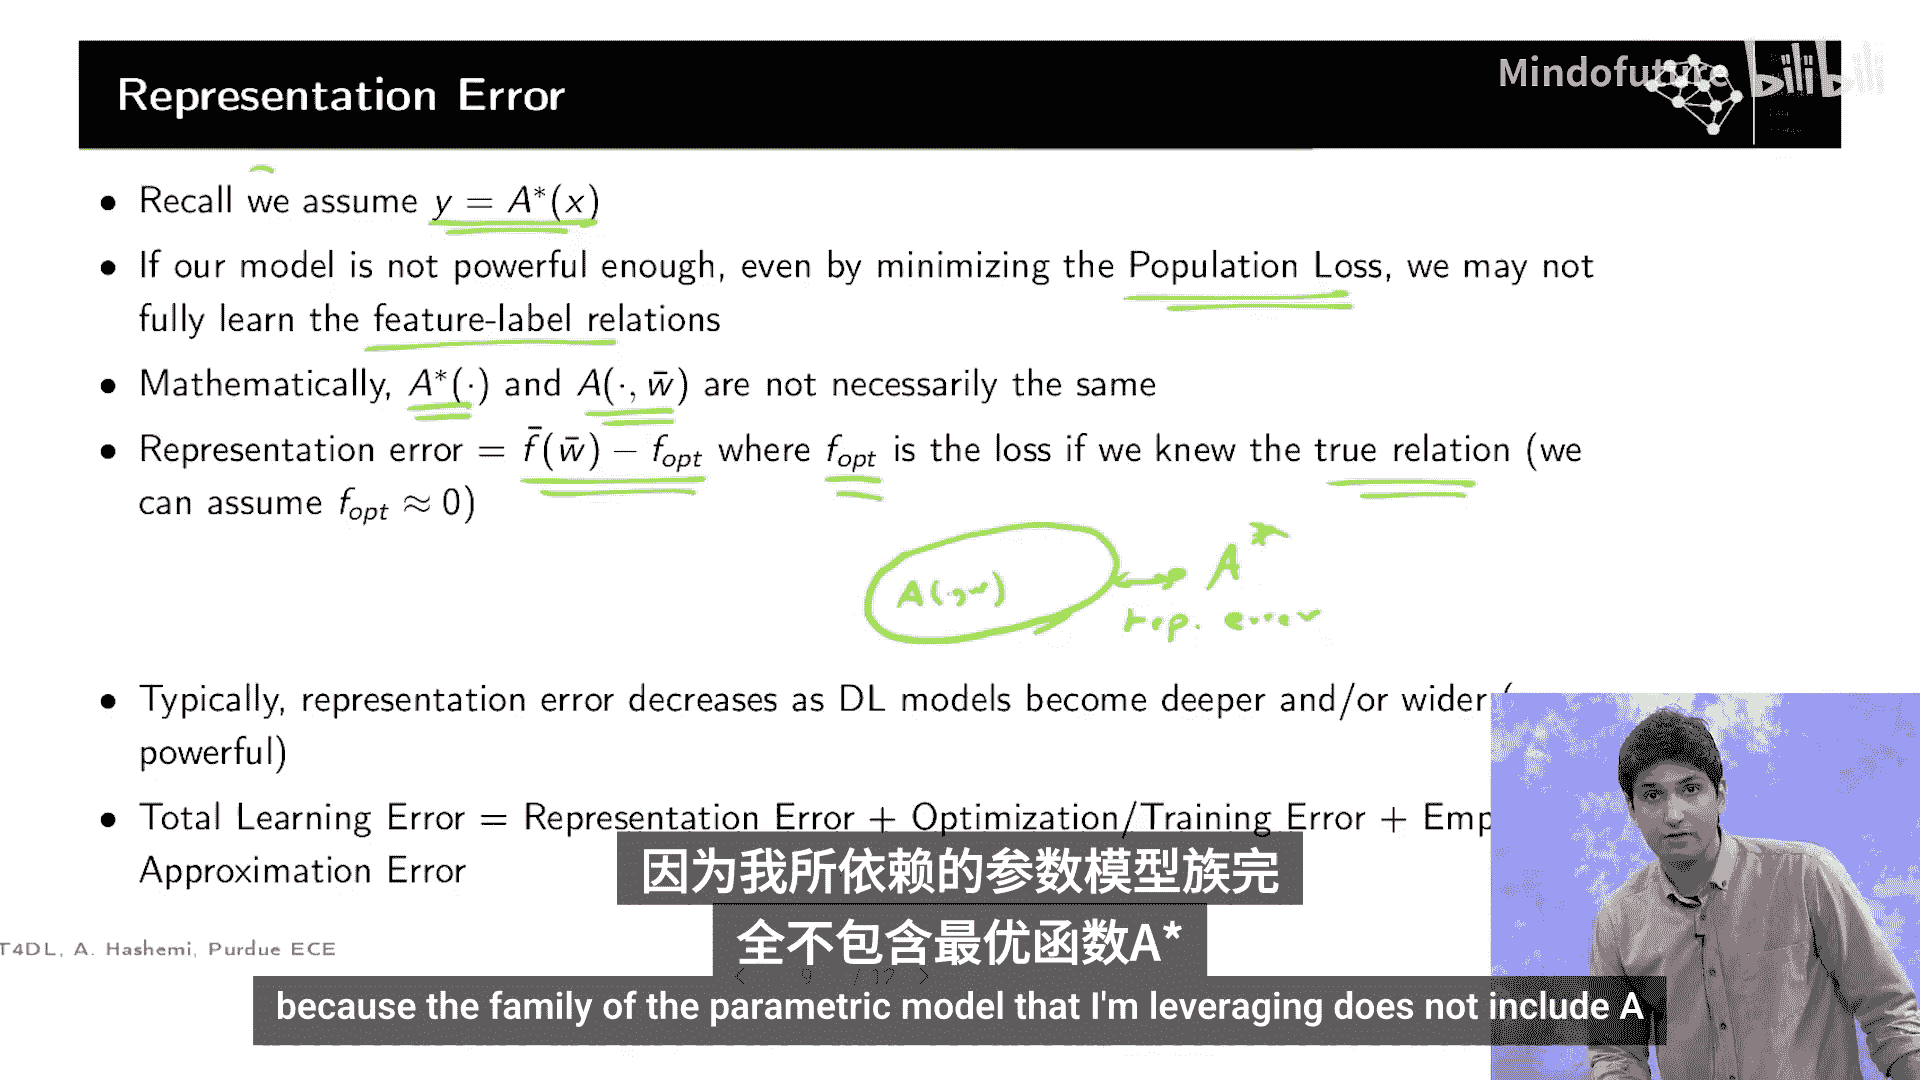 Representation Error
Mindofuture
bilibili
• Recall we assume y = A*(x)
• If our model is not powerful enough, even by minimizing the Population Loss, we may not
fully learn the feature-label relations
• Mathematically, A*(·) and A(·, w̄) are not necessarily the same
• Representation error = f̄(w̄) − f_opt where f_opt is the loss if we knew the true relation (we
can assume f_opt ≈ 0)
A(·,w) A*
rep. error
• Typically, representation error decreases as DL models become deeper and/or wider (
powerful)
• Total Learning Error = Representation Error + Optimization/Training Error + Emp
Approximation Error
因为我所依赖的参数模型族完
全不包含最优函数A*
T4DL, A. Hashemi, Purdue ECE
9 / 12
because the family of the parametric model that I'm leveraging does not include A